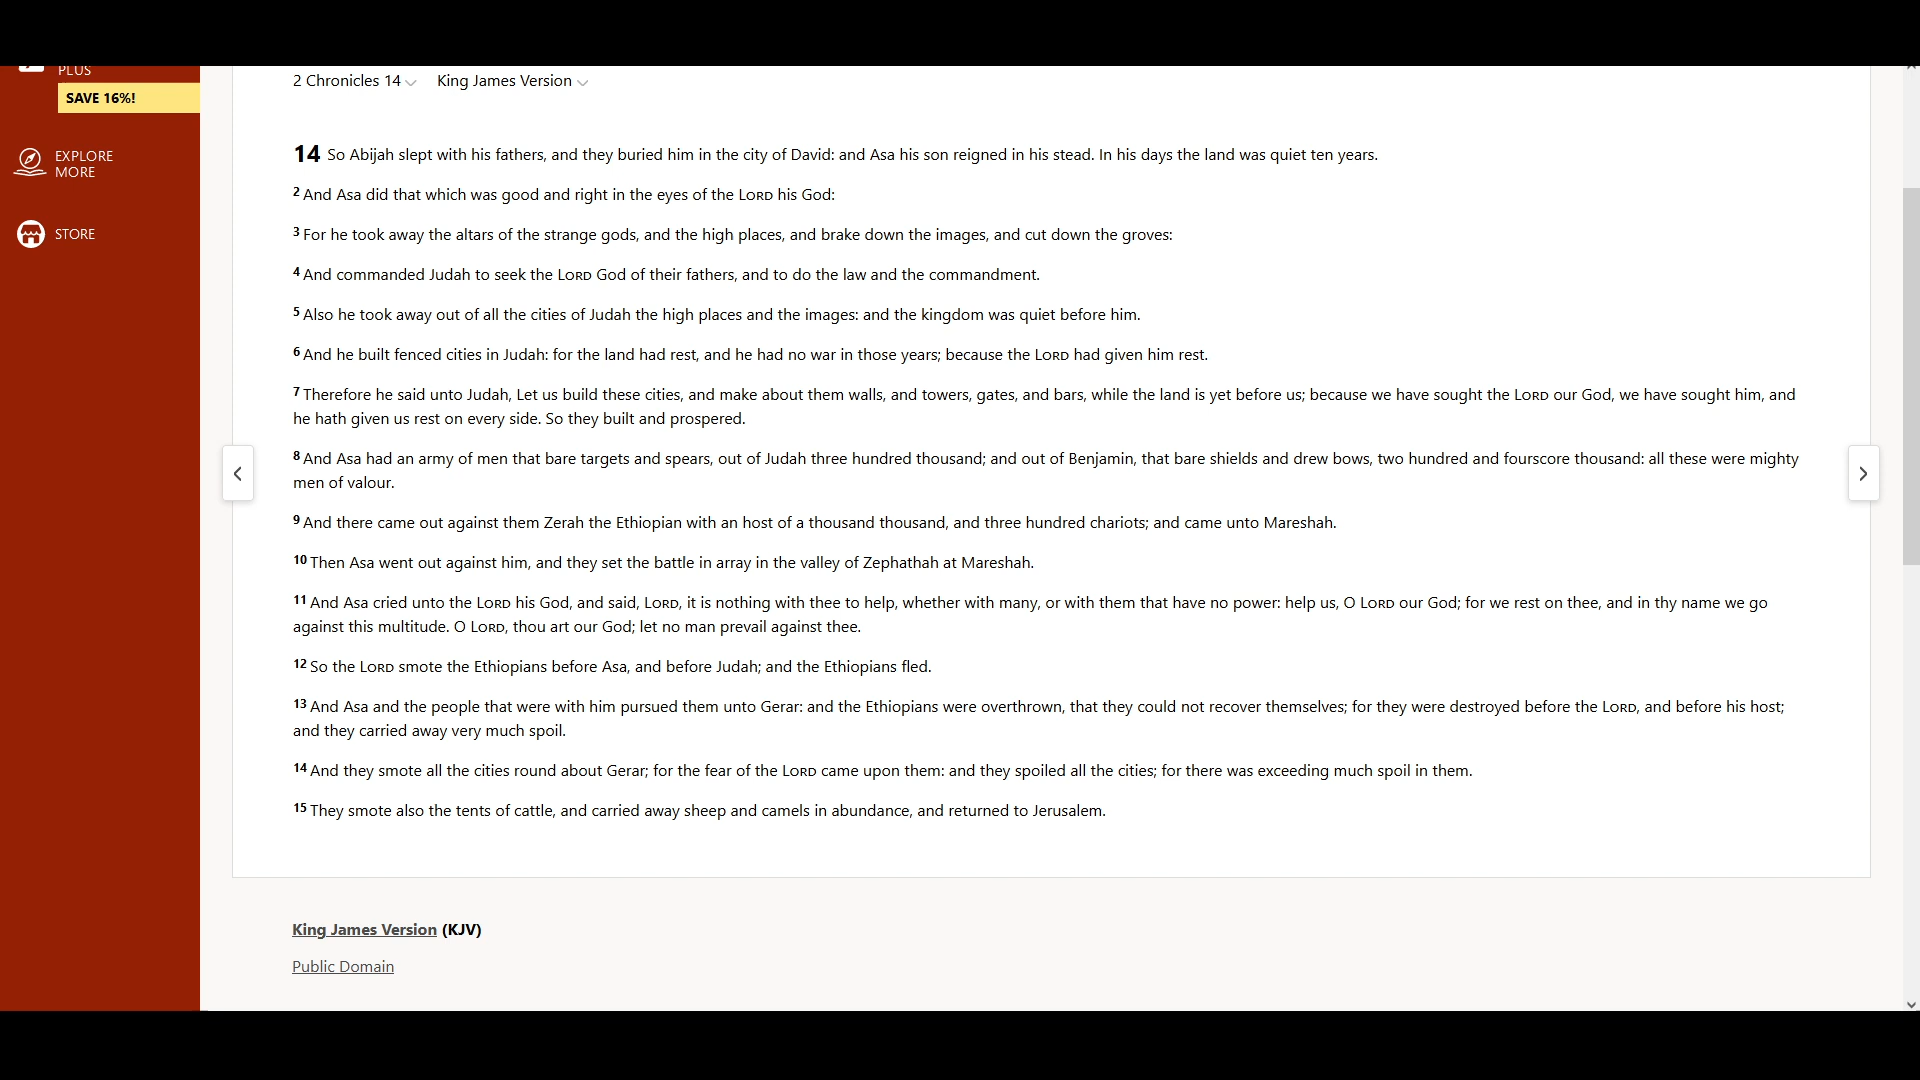 PLUS
SAVE 16%!
EXPLORE
MORE
STORE
2 Chronicles 14 King James Version
14 So Abijah slept with his fathers, and they buried him in the city of David: and Asa his son reigned in his stead. In his days the land was quiet ten years.
2 And Asa did that which was good and right in the eyes of the LORD his God:
3 For he took away the altars of the strange gods, and the high places, and brake down the images, and cut down the groves:
4 And commanded Judah to seek the LORD God of their fathers, and to do the law and the commandment.
5 Also he took away out of all the cities of Judah the high places and the images: and the kingdom was quiet before him.
6 And he built fenced cities in Judah: for the land had rest, and he had no war in those years; because the LORD had given him rest.
7 Therefore he said unto Judah, Let us build these cities, and make about them walls, and towers, gates, and bars, while the land is yet before us; because we have sought the LORD our God, we have sought him, and
he hath given us rest on every side. So they built and prospered.
8 And Asa had an army of men that bare targets and spears, out of Judah three hundred thousand; and out of Benjamin, that bare shields and drew bows, two hundred and fourscore thousand: all these were mighty
men of valour.
9 And there came out against them Zerah the Ethiopian with an host of a thousand thousand, and three hundred chariots; and came unto Mareshah.
10 Then Asa went out against him, and they set the battle in array in the valley of Zephathah at Mareshah.
11 And Asa cried unto the LORD his God, and said, LORD, it is nothing with thee to help, whether with many, or with them that have no power: help us, O LORD our God; for we rest on thee, and in thy name we go
against this multitude. O LORD, thou art our God; let no man prevail against thee.
12 So the LORD smote the Ethiopians before Asa, and before Judah; and the Ethiopians fled.
13 And Asa and the people that were with him pursued them unto Gerar: and the Ethiopians were overthrown, that they could not recover themselves; for they were destroyed before the LORD, and before his host;
and they carried away very much spoil.
14 And they smote all the cities round about Gerar; for the fear of the LORD came upon them: and they spoiled all the cities; for there was exceeding much spoil in them.
15 They smote also the tents of cattle, and carried away sheep and camels in abundance, and returned to Jerusalem.
King James Version (KJV)
Public Domain